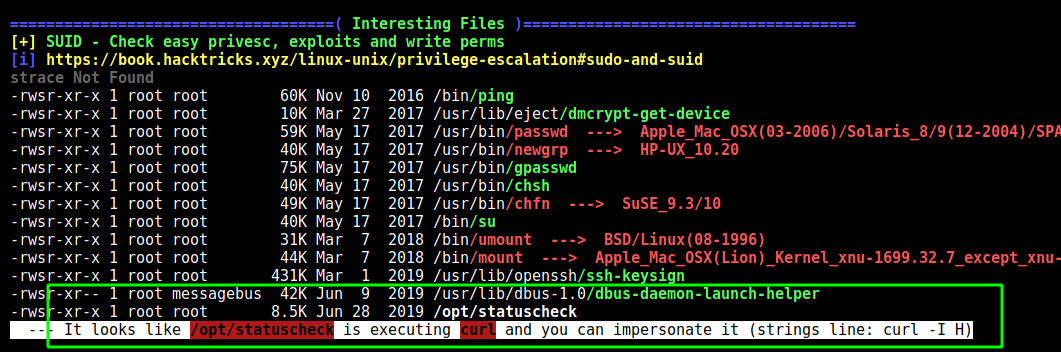 ====================================( Interesting Files )=====================================
[+] SUID - Check easy privesc, exploits and write perms
[i] https://book.hacktricks.xyz/linux-unix/privilege-escalation#sudo-and-suid
strace Not Found
-rwsr-xr-x 1 root root        60K Nov 10  2016 /bin/ping
-rwsr-xr-x 1 root root        10K Mar 27  2017 /usr/lib/eject/dmcrypt-get-device
-rwsr-xr-x 1 root root        59K May 17  2017 /usr/bin/passwd  --->  Apple_Mac_OSX(03-2006)/Solaris_8/9(12-2004)/SPA
-rwsr-xr-x 1 root root        40K May 17  2017 /usr/bin/newgrp  --->  HP-UX_10.20
-rwsr-xr-x 1 root root        75K May 17  2017 /usr/bin/gpasswd
-rwsr-xr-x 1 root root        40K May 17  2017 /usr/bin/chsh
-rwsr-xr-x 1 root root        49K May 17  2017 /usr/bin/chfn  --->  SuSE_9.3/10
-rwsr-xr-x 1 root root        40K May 17  2017 /bin/su
-rwsr-xr-x 1 root root        31K Mar  7  2018 /bin/umount  --->  BSD/Linux(08-1996)
-rwsr-xr-x 1 root root        44K Mar  7  2018 /bin/mount  --->  Apple_Mac_OSX(Lion)_Kernel_xnu-1699.32.7_except_xnu-
-rwsr-xr-x 1 root root       431K Mar  1  2019 /usr/lib/openssh/ssh-keysign
-rwsr-xr-- 1 root messagebus  42K Jun  9  2019 /usr/lib/dbus-1.0/dbus-daemon-launch-helper
-rwsr-xr-x 1 root root       8.5K Jun 28  2019 /opt/statuscheck
  --- It looks like /opt/statuscheck is executing curl and you can impersonate it (strings line: curl -I H)